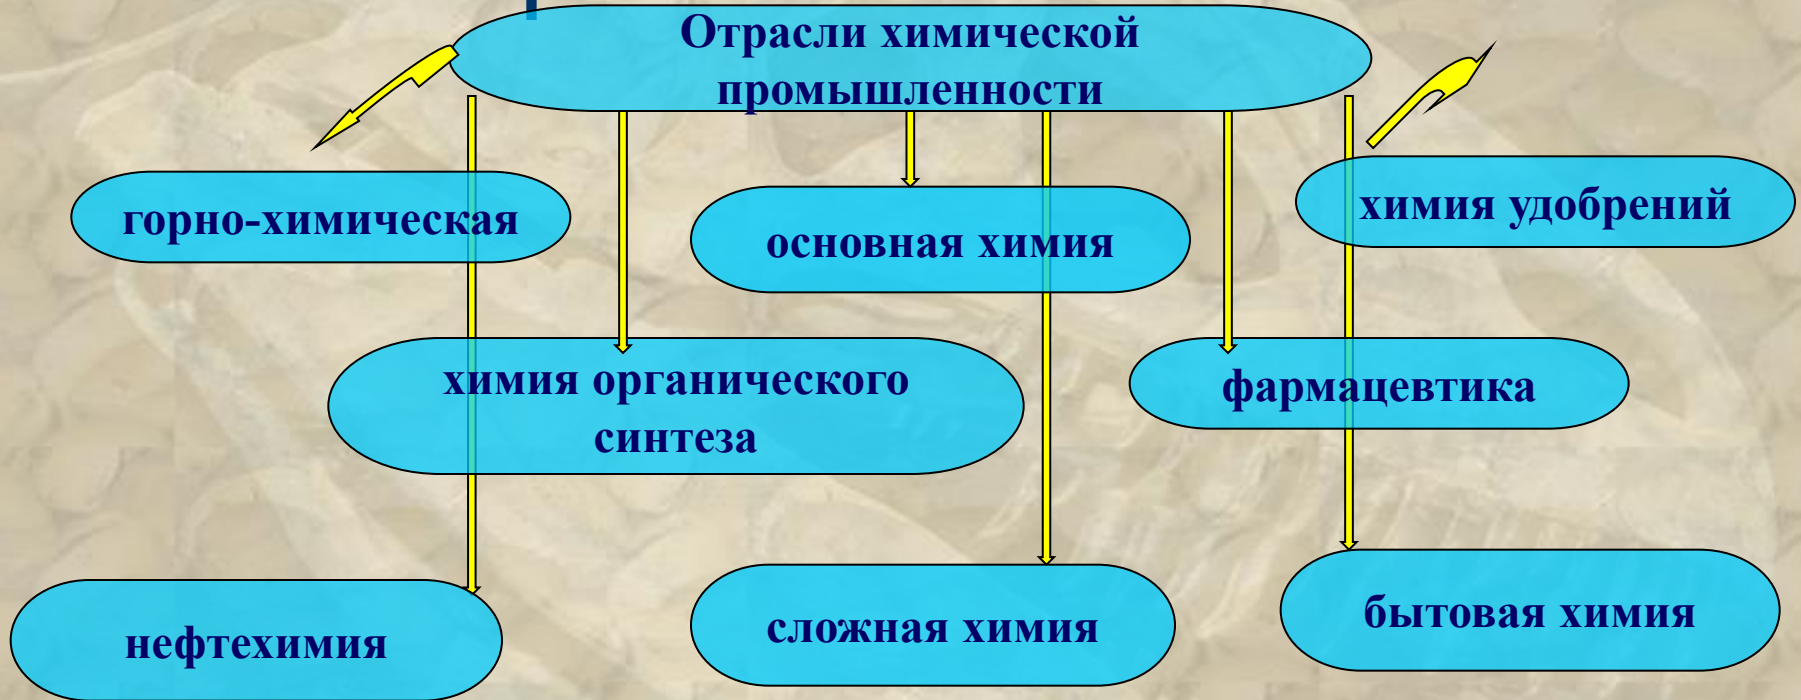 Отрасли химической
промышленности
горно-химическая
химия удобрений
основная химия
химия органического
синтеза
фармацевтика
нефтехимия
сложная химия
бытовая химия